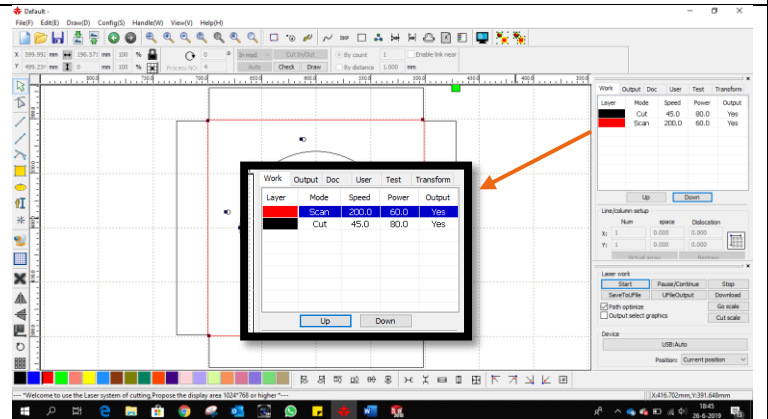 Default -
File(F) Edit(E) Draw(D) Config(S) Handle(W) View(V) Help(H)
X 399.992 mm 196.571 mm 100 % 0 ° In mod Cut In/Out By count 1 Enable link near
Y 499.23 mm 0 mm 100 % Process NO: 4 Auto Check Draw By distance 1.000 mm
Work Output Doc User Test Transform
Layer Mode Speed Power Output
Cut 45.0 80.0 Yes
Scan 200.0 60.0 Yes
Up Down
Line/column setup
Num space Dislocation
X: 1 0.000 0.000
Y: 1 0.000 0.000
Virtual array Bestrew
Work Output Doc User Test Transform
Layer Mode Speed Power Output
Scan 200.0 60.0 Yes
Cut 45.0 80.0 Yes
Up Down
Laser work
Start Pause/Continue Stop
SaveToUFile UFileOutput Download
Path optimize Go scale
Output select graphics Cut scale
Device
USB:Auto
Position: Current position
--- *Welcome to use the Laser system of cutting,Propose the display area 1024*768 or higher *---
X:416.702mm,Y:391.648mm
18:45
26-6-2019